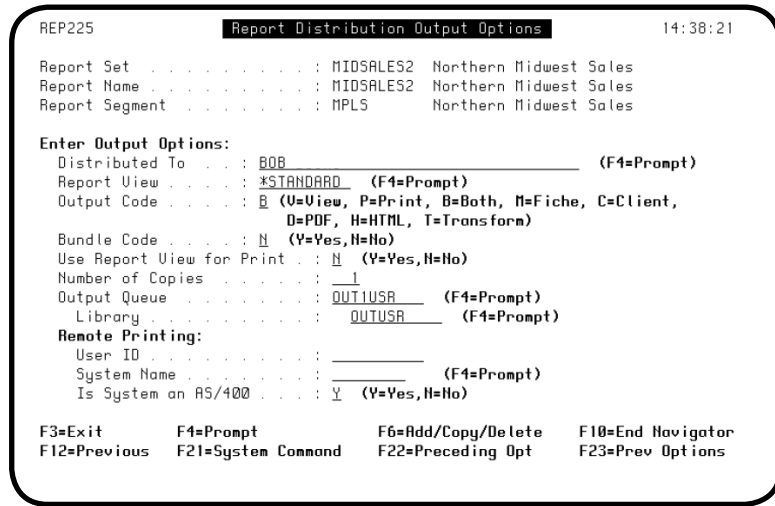 REP225 Report Distribution Output Options 14:38:21
Report Set . . . . . . . . . : MIDSALES2 Northern Midwest Sales
Report Name . . . . . . . . : MIDSALES2 Northern Midwest Sales
Report Segment . . . . . . . : MPLS Northern Midwest Sales
Enter Output Options:
Distributed To . . : BOB (F4=Prompt)
Report View . . . . : *STANDARD (F4=Prompt)
Output Code . . . . : B (V=View, P=Print, B=Both, M=Fiche, C=Client,
D=PDF, H=HTML, T=Transform)
Bundle Code . . . . : N (Y=Yes,N=No)
Use Report View for Print . : N (Y=Yes,N=No)
Number of Copies . . . . . : 1
Output Queue . . . . . . . : OUT1USR (F4=Prompt)
Library . . . . . . . . . : OUTUSR (F4=Prompt)
Remote Printing:
User ID . . . . . . . . . :
System Name . . . . . . . : (F4=Prompt)
Is System an AS/400 . . . : Y (Y=Yes,N=No)
F3=Exit F4=Prompt F6=Add/Copy/Delete F10=End Navigator
F12=Previous F21=System Command F22=Preceding Opt F23=Prev Options